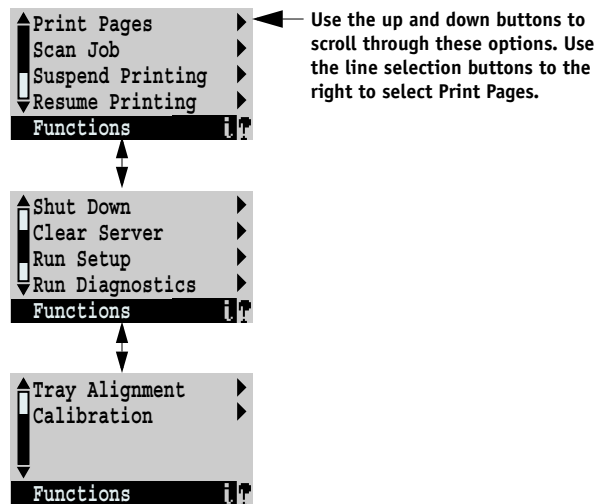 Print Pages
Scan Job
Suspend Printing
Resume Printing
Functions
Use the up and down buttons to
scroll through these options. Use
the line selection buttons to the
right to select Print Pages.
Shut Down
Clear Server
Run Setup
Run Diagnostics
Functions
Tray Alignment
Calibration
Functions